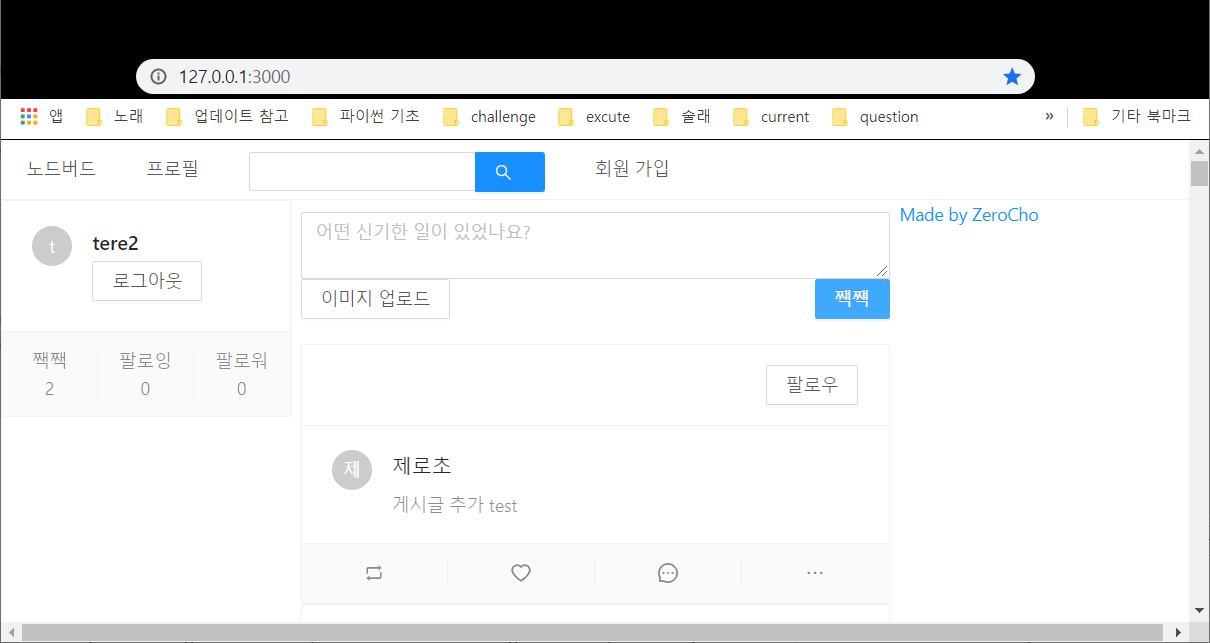 127.0.0.1:3000
앱 노래 업데이트 참고 파이썬 기초 challenge excute 술래 current question » 기타 북마크
노드버드 프로필 회원 가입
t tere2
로그아웃
짹짹 팔로잉 팔로워
2 0 0
어떤 신기한 일이 있었나요?
이미지 업로드 짹짹
팔로우
제 제로초
게시글 추가 test
Made by ZeroCho